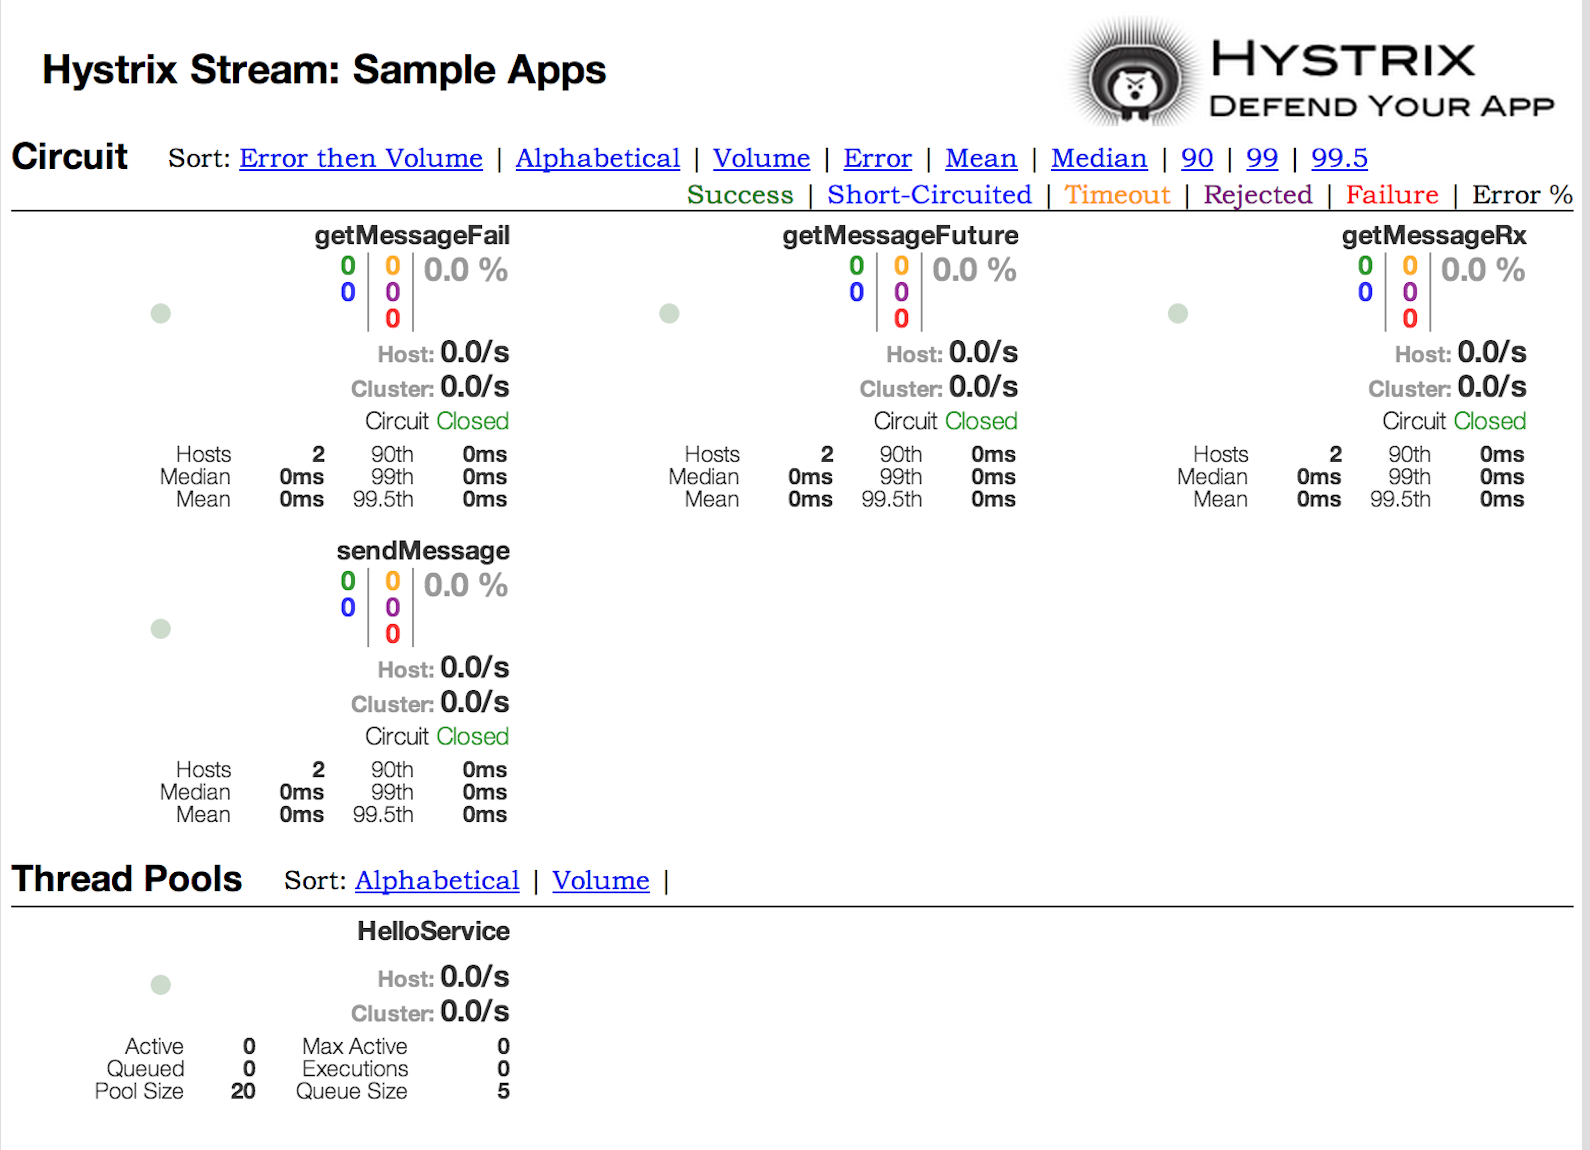 Hystrix Stream: Sample Apps
HYSTRIX
DEFEND YOUR APP
Circuit Sort: Error then Volume | Alphabetical | Volume | Error | Mean | Median | 90 | 99 | 99.5
Success | Short-Circuited | Timeout | Rejected | Failure | Error %
getMessageFail
0 0 0.0 %
0 0
0
Host: 0.0/s
Cluster: 0.0/s
Circuit Closed
Hosts 2 90th 0ms
Median 0ms 99th 0ms
Mean 0ms 99.5th 0ms
getMessageFuture
0 0 0.0 %
0 0
0
Host: 0.0/s
Cluster: 0.0/s
Circuit Closed
Hosts 2 90th 0ms
Median 0ms 99th 0ms
Mean 0ms 99.5th 0ms
getMessageRx
0 0 0.0 %
0 0
0
Host: 0.0/s
Cluster: 0.0/s
Circuit Closed
Hosts 2 90th 0ms
Median 0ms 99th 0ms
Mean 0ms 99.5th 0ms
sendMessage
0 0 0.0 %
0 0
0
Host: 0.0/s
Cluster: 0.0/s
Circuit Closed
Hosts 2 90th 0ms
Median 0ms 99th 0ms
Mean 0ms 99.5th 0ms
Thread Pools Sort: Alphabetical | Volume |
HelloService
Host: 0.0/s
Cluster: 0.0/s
Active 0 Max Active 0
Queued 0 Executions 0
Pool Size 20 Queue Size 5